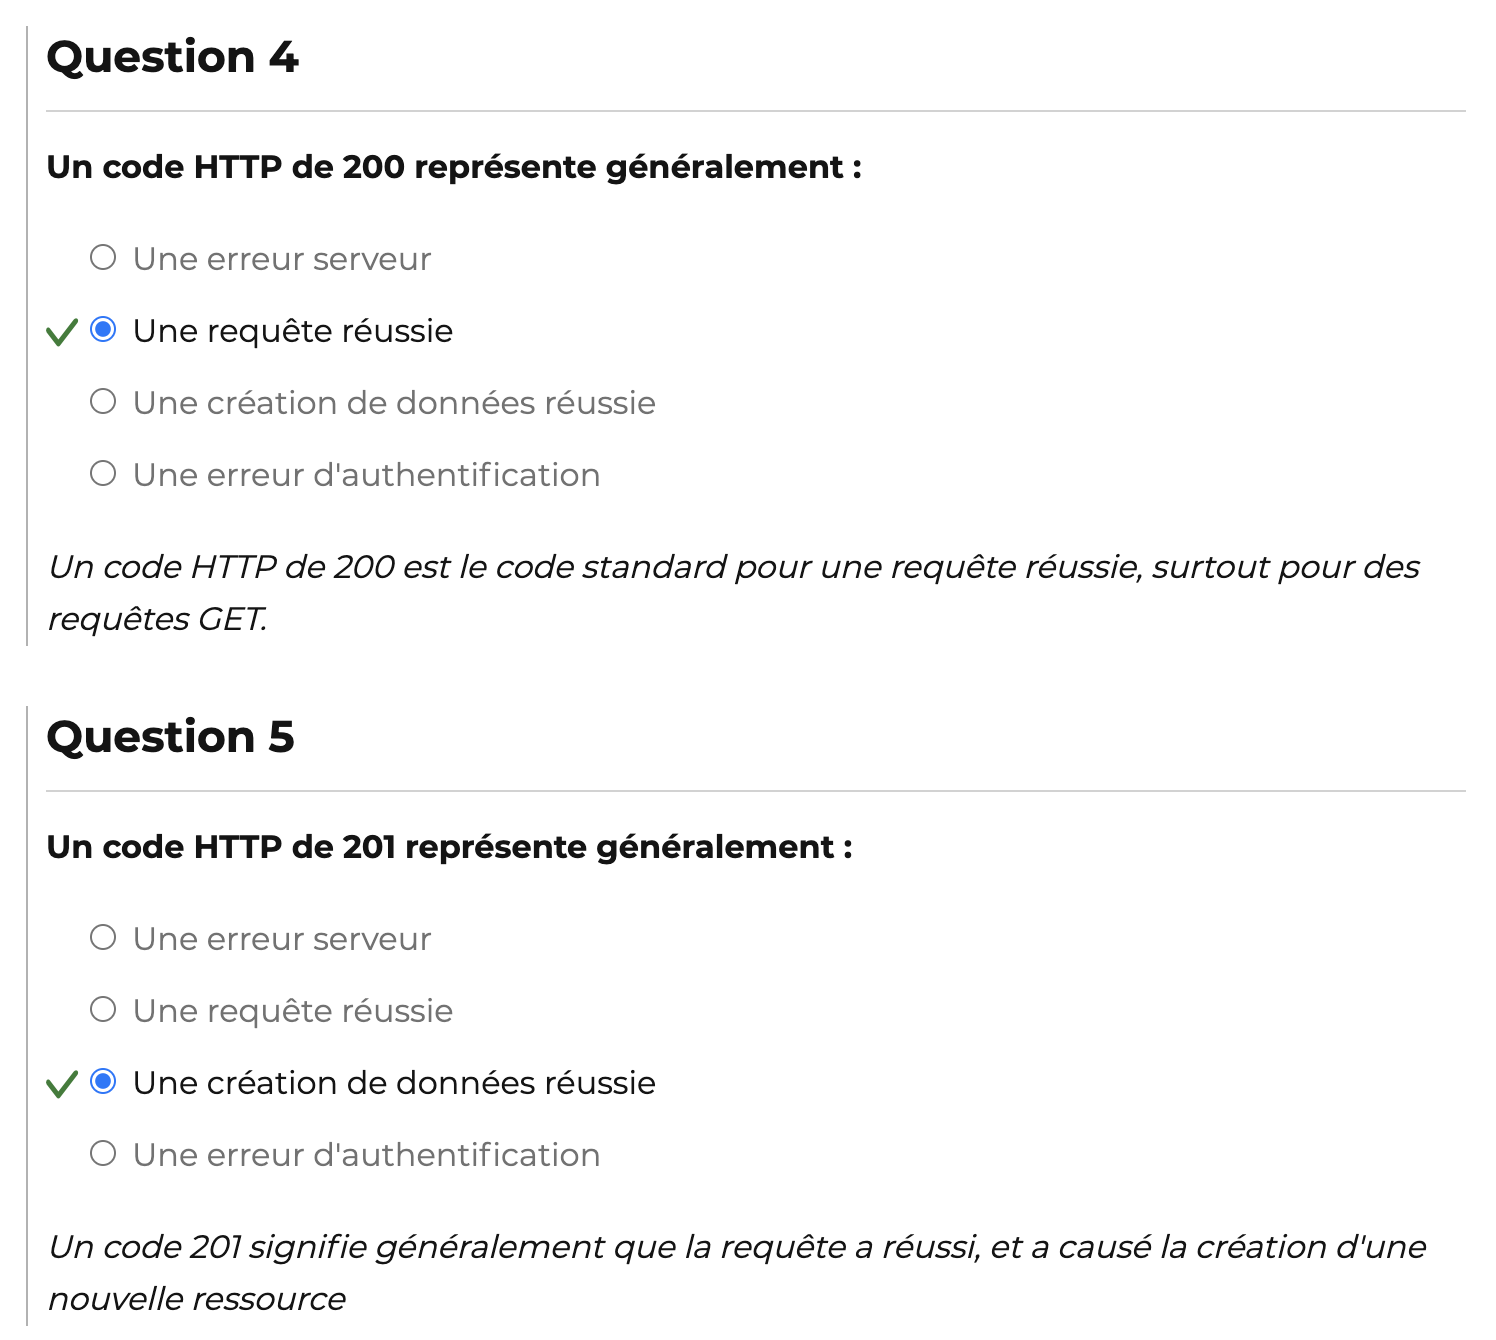 Question 4
Un code HTTP de 200 représente généralement :
Une erreur serveur
Une requête réussie
Une création de données réussie
Une erreur d'authentification
Un code HTTP de 200 est le code standard pour une requête réussie, surtout pour des
requêtes GET.
Question 5
Un code HTTP de 201 représente généralement :
Une erreur serveur
Une requête réussie
Une création de données réussie
Une erreur d'authentification
Un code 201 signifie généralement que la requête a réussi, et a causé la création d'une
nouvelle ressource